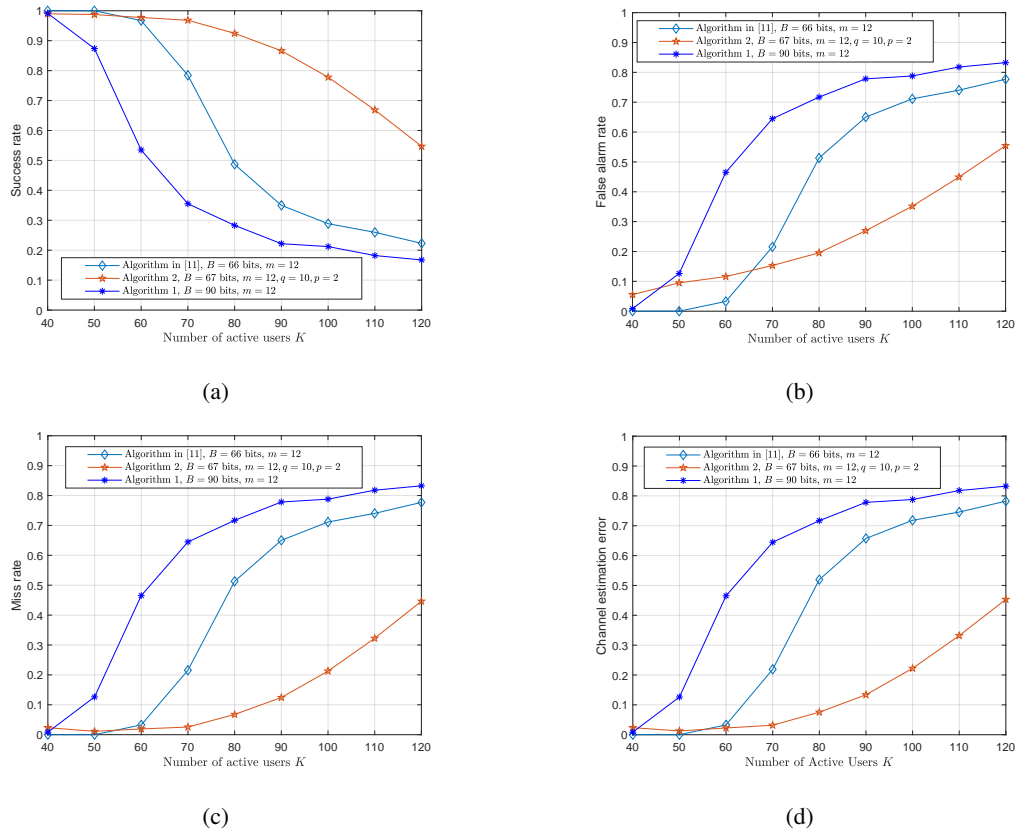 1
0.9
0.8
0.7
0.6
0.5
0.4
0.3
0.2
0.1
0
Success rate
Algorithm in [11], B = 66 bits, m = 12
Algorithm 2, B = 67 bits, m = 12, q = 10, p = 2
Algorithm 1, B = 90 bits, m = 12
40 50 60 70 80 90 100 110 120
Number of active users K
(a)
1
0.9
0.8
0.7
0.6
0.5
0.4
0.3
0.2
0.1
0
False alarm rate
Algorithm in [11], B = 66 bits, m = 12
Algorithm 2, B = 67 bits, m = 12, q = 10, p = 2
Algorithm 1, B = 90 bits, m = 12
40 50 60 70 80 90 100 110 120
Number of active users K
(b)
1
0.9
0.8
0.7
0.6
0.5
0.4
0.3
0.2
0.1
0
Miss rate
Algorithm in [11], B = 66 bits, m = 12
Algorithm 2, B = 67 bits, m = 12, q = 10, p = 2
Algorithm 1, B = 90 bits, m = 12
40 50 60 70 80 90 100 110 120
Number of active users K
(c)
1
0.9
0.8
0.7
0.6
0.5
0.4
0.3
0.2
0.1
0
Channel estimation error
Algorithm in [11], B = 66 bits, m = 12
Algorithm 2, B = 67 bits, m = 12, q = 10, p = 2
Algorithm 1, B = 90 bits, m = 12
40 50 60 70 80 90 100 110 120
Number of Active Users K
(d)